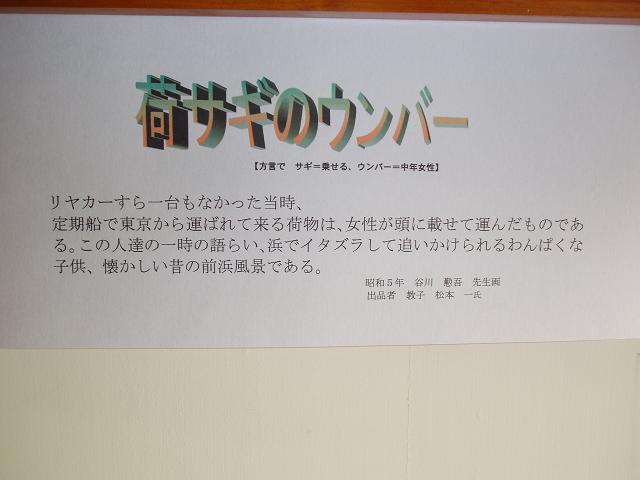 荷サギのウンバー
【方言で　サギ＝乗せる、ウンバー＝中年女性】
リヤカーすら一台もなかった当時、
定期船で東京から運ばれて来る荷物は、女性が頭に載せて運んだものであ
る。この人達の一時の語らい、浜でイタズラして追いかけられるわんぱくな
子供、懐かしい昔の前浜風景である。
昭和５年　谷川　懃吾　先生画
出品者　教子　松本　一氏